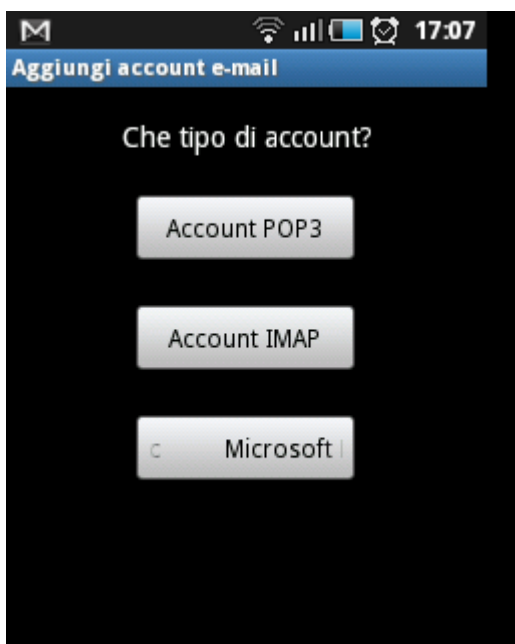 17:07
Aggiungi account e-mail
Che tipo di account?
Account POP3
Account IMAP
c Microsoft